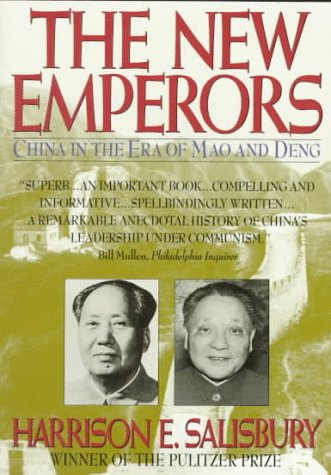 THE NEW
EMPERORS
CHINA IN THE ERA OF MAO AND DENG
"SUPERB...AN IMPORTANT BOOK...COMPELLING AND
INFORMATIVE...SPELLBINDINGLY WRITTEN...
A REMARKABLE ANECDOTAL HISTORY OF CHINA'S
LEADERSHIP UNDER COMMUNISM."
Bill Mullen, Philadelphia Inquirer
HARRISON E. SALISBURY
WINNER OF THE PULITZER PRIZE